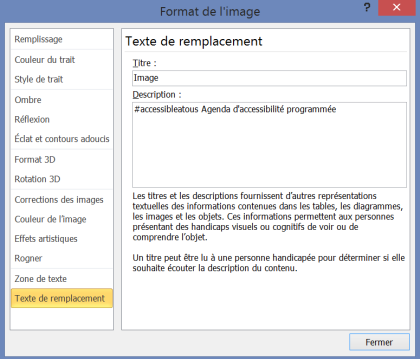 Format de l'image
?
×
Remplissage
Couleur du trait
Style de trait
Ombre
Réflexion
Éclat et contours adoucis
Format 3D
Rotation 3D
Corrections des images
Couleur de l'image
Effets artistiques
Rogner
Zone de texte
Texte de remplacement
Texte de remplacement
Titre :
Image
Description :
#accessibleatous Agenda d'accessibilité programmée
Les titres et les descriptions fournissent d'autres représentations
textuelles des informations contenues dans les tables, les diagrammes,
les images et les objets. Ces informations permettent aux personnes
présentant des handicaps visuels ou cognitifs de voir ou de
comprendre l'objet.
Un titre peut être lu à une personne handicapée pour déterminer si elle
souhaite écouter la description du contenu.
Fermer